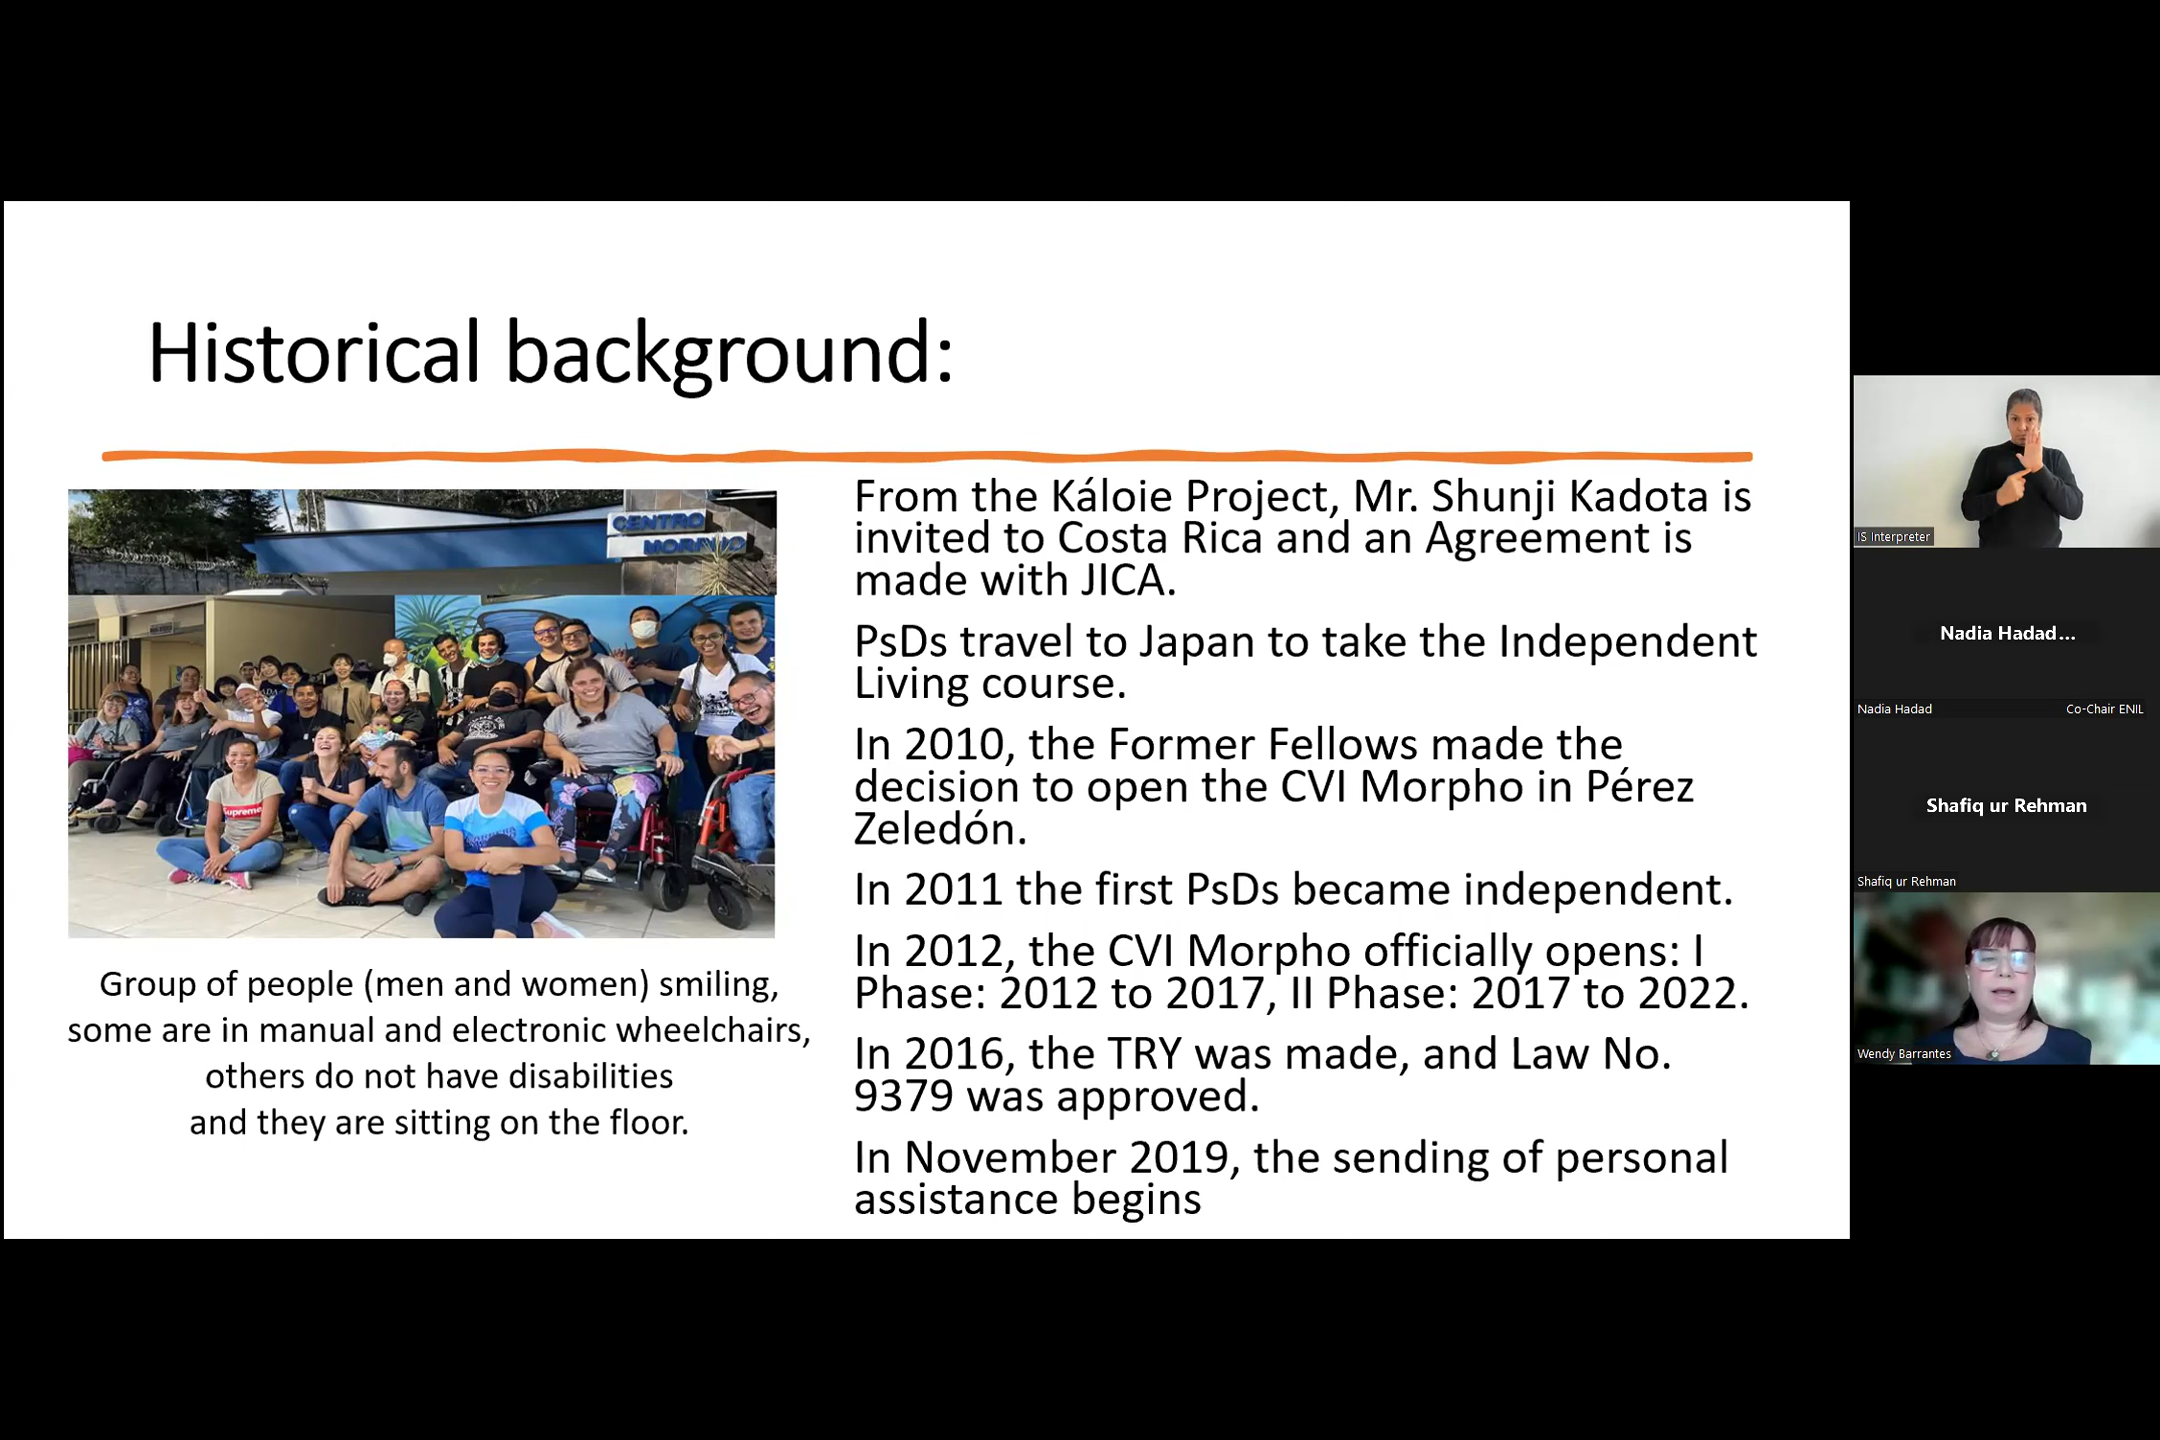 Historical background:
CENTRO
MORPHO
Group of people (men and women) smiling,
some are in manual and electronic wheelchairs,
others do not have disabilities
and they are sitting on the floor.
From the Káloie Project, Mr. Shunji Kadota is
invited to Costa Rica and an Agreement is
made with JICA.
PsDs travel to Japan to take the Independent
Living course.
In 2010, the Former Fellows made the
decision to open the CVI Morpho in Pérez
Zeledón.
In 2011 the first PsDs became independent.
In 2012, the CVI Morpho officially opens: I
Phase: 2012 to 2017, II Phase: 2017 to 2022.
In 2016, the TRY was made, and Law No.
9379 was approved.
In November 2019, the sending of personal
assistance begins
Supreme
IS Interpreter
Nadia Hadad...
Nadia Hadad Co-Chair ENIL
Shafiq ur Rehman
Shafiq ur Rehman
Wendy Barrantes